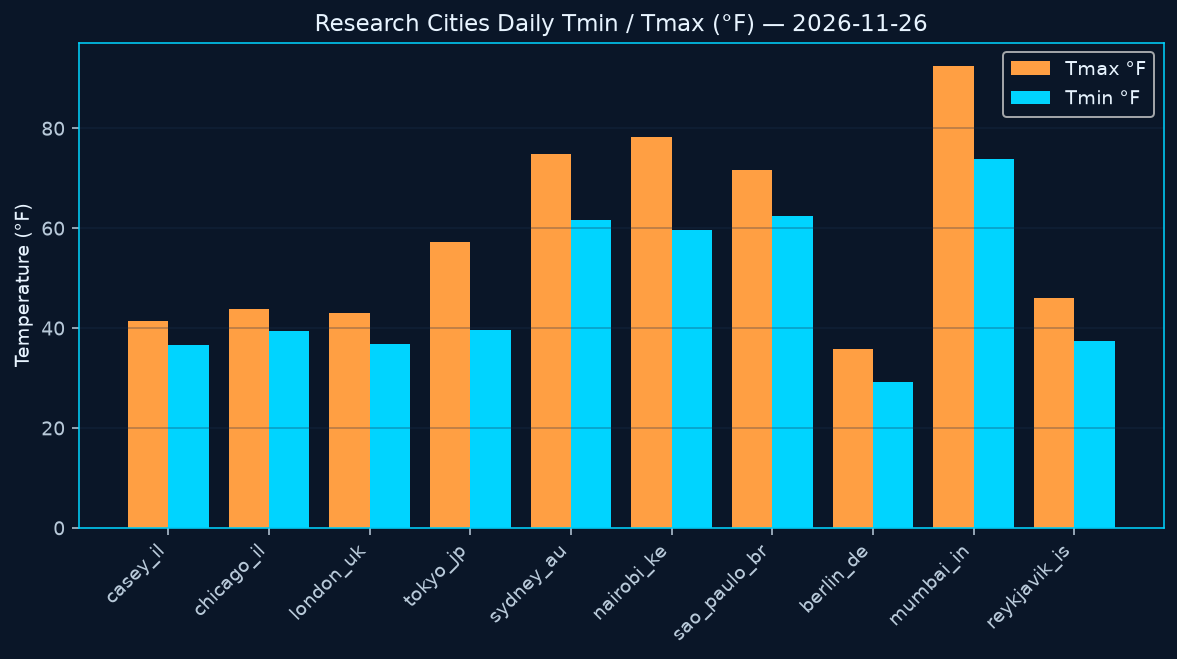 Research Cities Daily Tmin / Tmax (°F) — 2026-11-26
Tmax °F
Tmin °F
Temperature (°F)
80
60
40
20
0
casey_il
chicago_il
london_uk
tokyo_jp
sydney_au
nairobi_ke
sao_paulo_br
berlin_de
mumbai_in
reykjavik_is